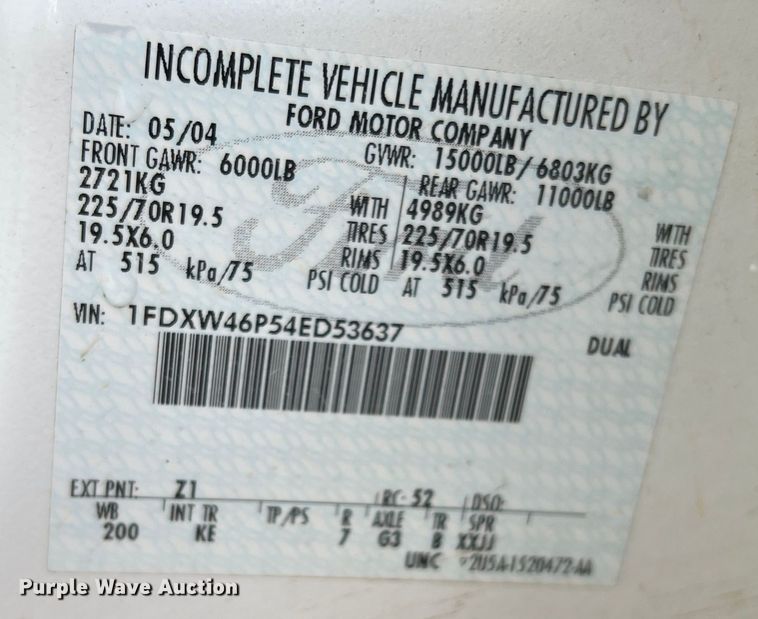 INCOMPLETE VEHICLE MANUFACTURED BY
FORD MOTOR COMPANY
DATE: 05/04 GVWR: 15000LB/6803KG
FRONT GAWR: 6000LB REAR GAWR: 11000LB
2721KG WITH 4989KG WITH
225/70R19.5 TIRES 225/70R19.5 TIRES
19.5X6.0 RIMS 19.5X6.0 RIMS
AT 515 kPa/75 PSI COLD AT 515 kPa/75 PSI COLD
VIN: 1FDXW46P54ED53637 DUAL
EXT PNT: Z1 RC: 52 DSO:
WB INT TR TP/PS R AXLE TR SPR
200 KE 7 G3 B XXJJ
UNC
Purple Wave Auction